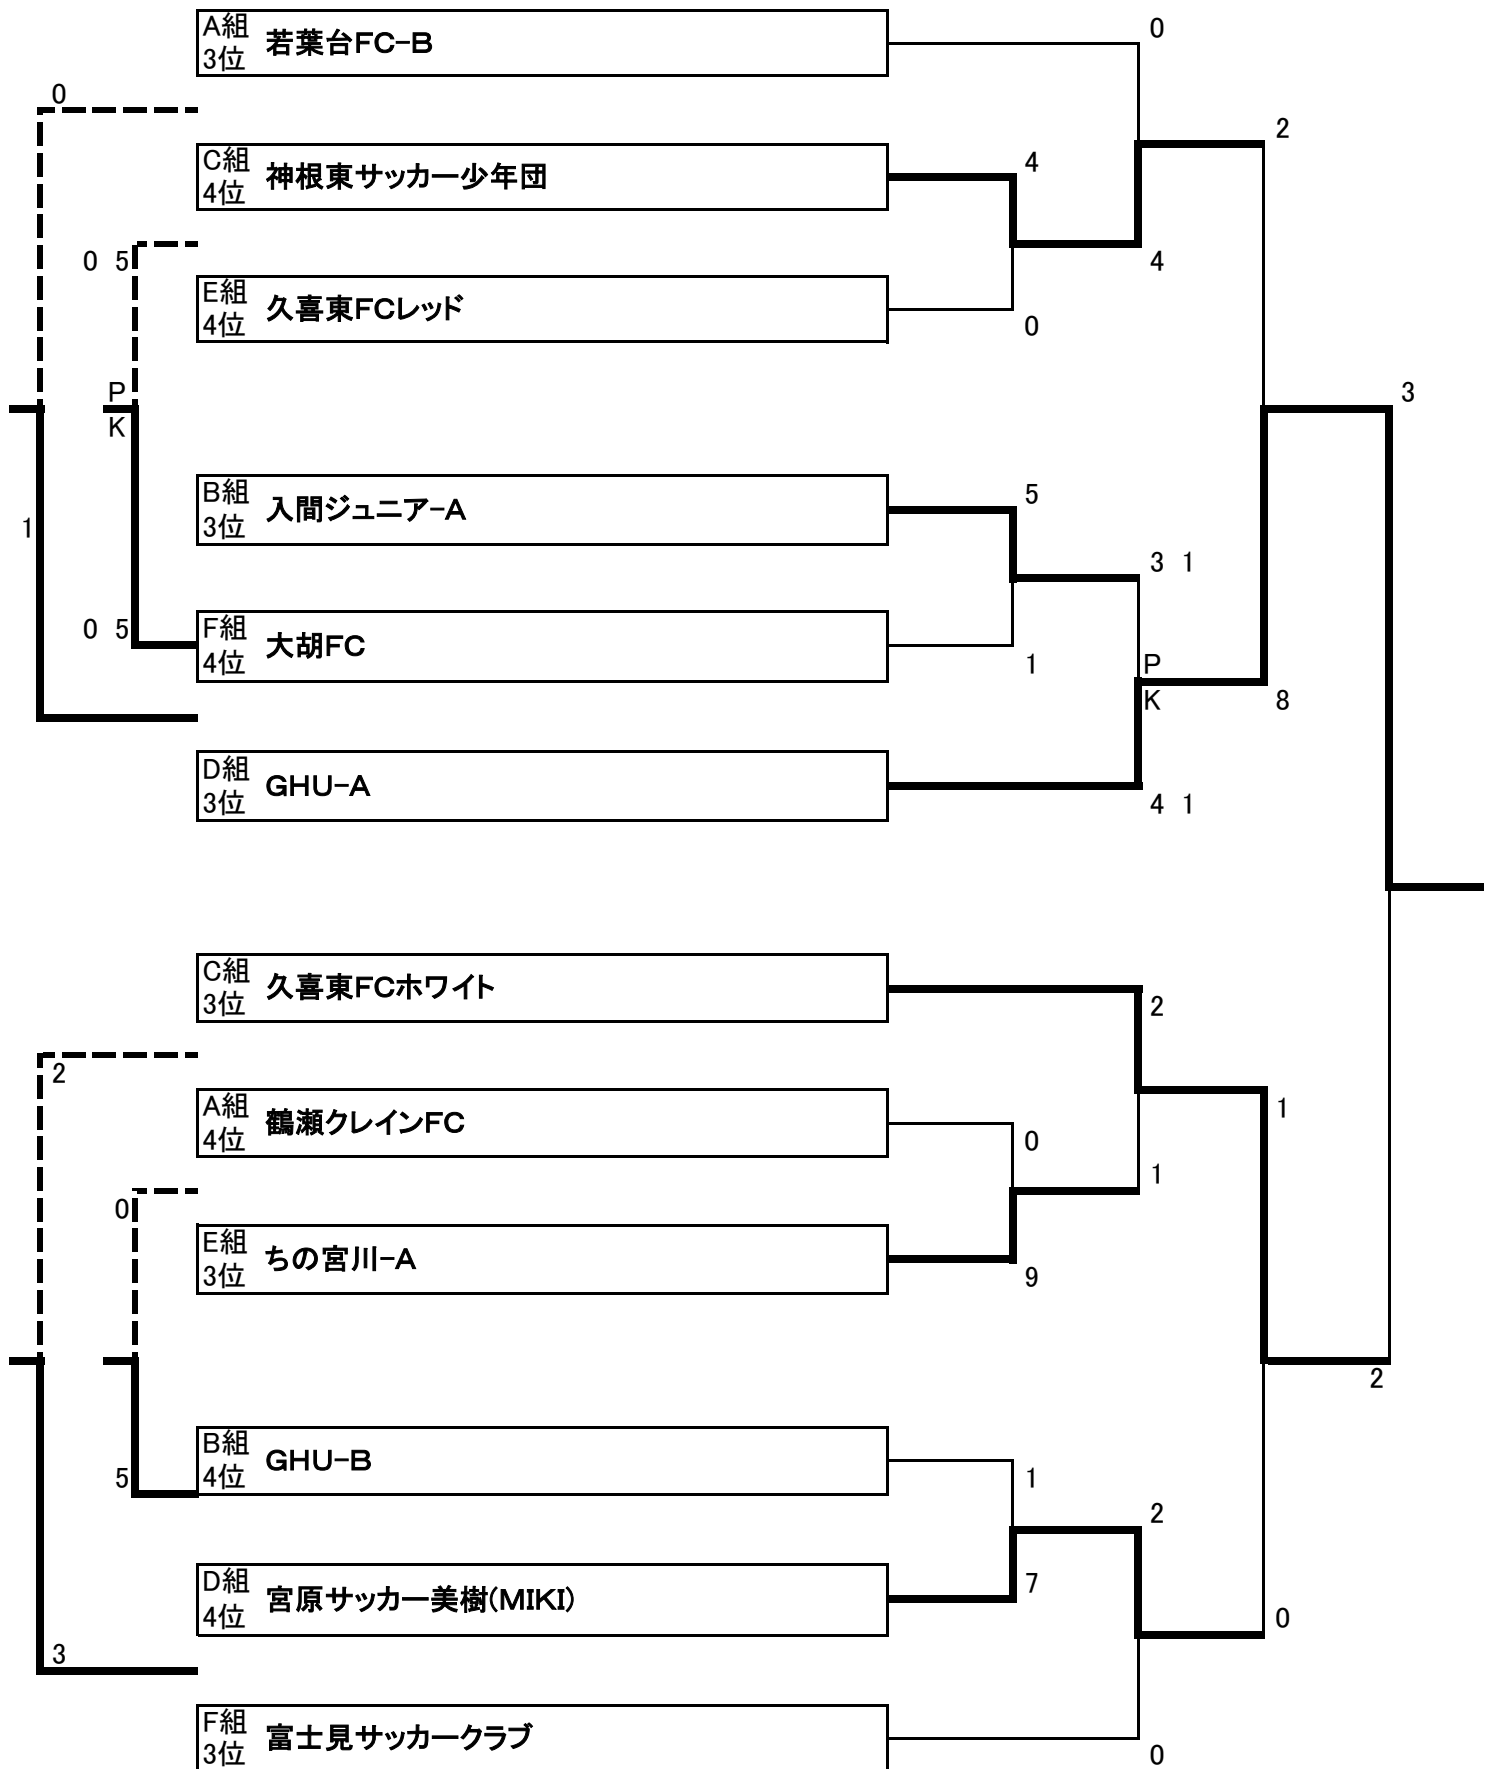 A組
3位
若葉台FC-B
0
0
2
C組
4位
神根東サッカー少年団
4
0 5
4
E組
4位
久喜東FCレッド
0
P
K
3
B組
3位
入間ジュニア-A
5
1
3 1
0 5
F組
4位
大胡FC
1
P
K
8
D組
3位
GHU-A
4 1
C組
3位
久喜東FCホワイト
2
2
A組
4位
鶴瀬クレインFC
0
1
1
0
E組
3位
ちの宮川-A
9
2
B組
4位
GHU-B
5
1
2
D組
4位
宮原サッカー美樹(MIKI)
7
0
3
F組
3位
富士見サッカークラブ
0